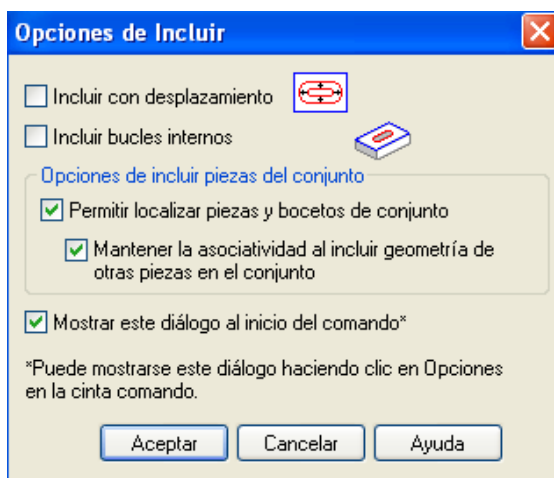 Opciones de Incluir
Incluir con desplazamiento
Incluir bucles internos
Opciones de incluir piezas del conjunto
Permitir localizar piezas y bocetos de conjunto
Mantener la asociatividad al incluir geometría de
otras piezas en el conjunto
Mostrar este diálogo al inicio del comando*
*Puede mostrarse este diálogo haciendo clic en Opciones
en la cinta comando.
Aceptar Cancelar Ayuda